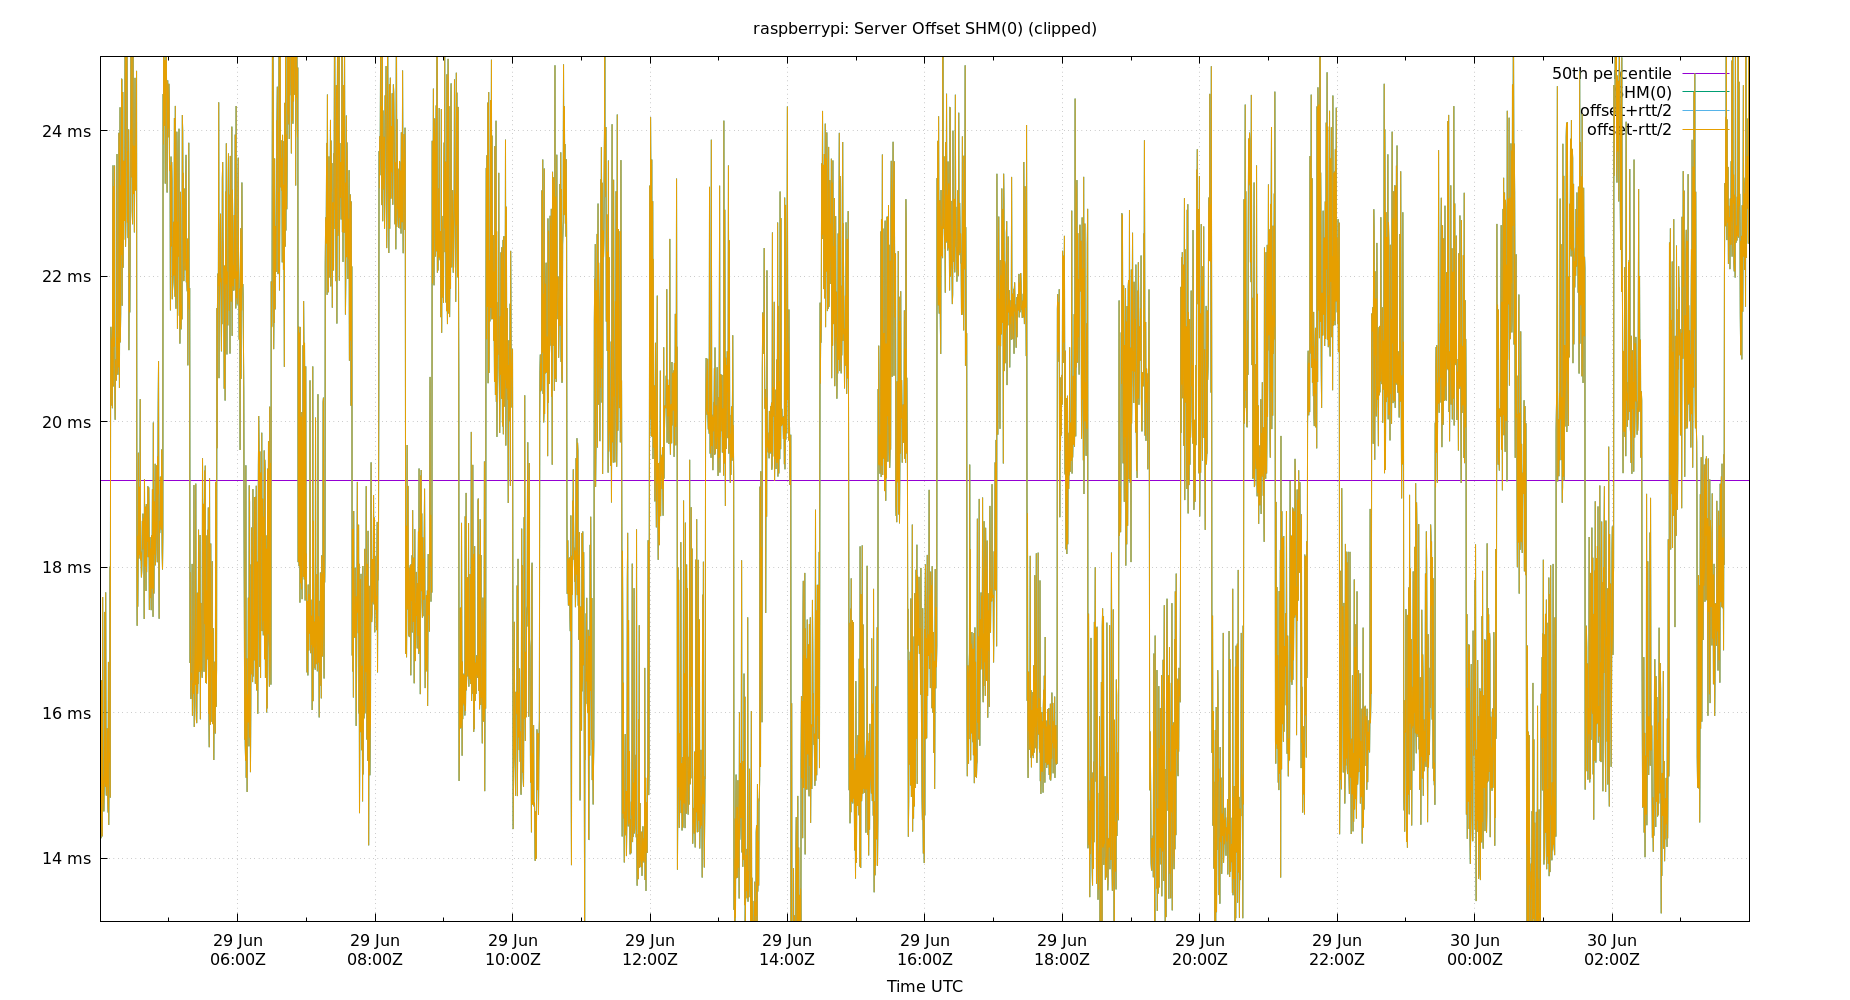 raspberrypi: Server Offset SHM(0) (clipped)
50th percentile
SHM(0)
offset+rtt/2
offset-rtt/2
24 ms
22 ms
20 ms
18 ms
16 ms
14 ms
29 Jun 29 Jun 29 Jun 29 Jun 29 Jun 29 Jun 29 Jun 29 Jun 29 Jun 30 Jun 30 Jun
06:00Z 08:00Z 10:00Z 12:00Z 14:00Z 16:00Z 18:00Z 20:00Z 22:00Z 00:00Z 02:00Z
Time UTC